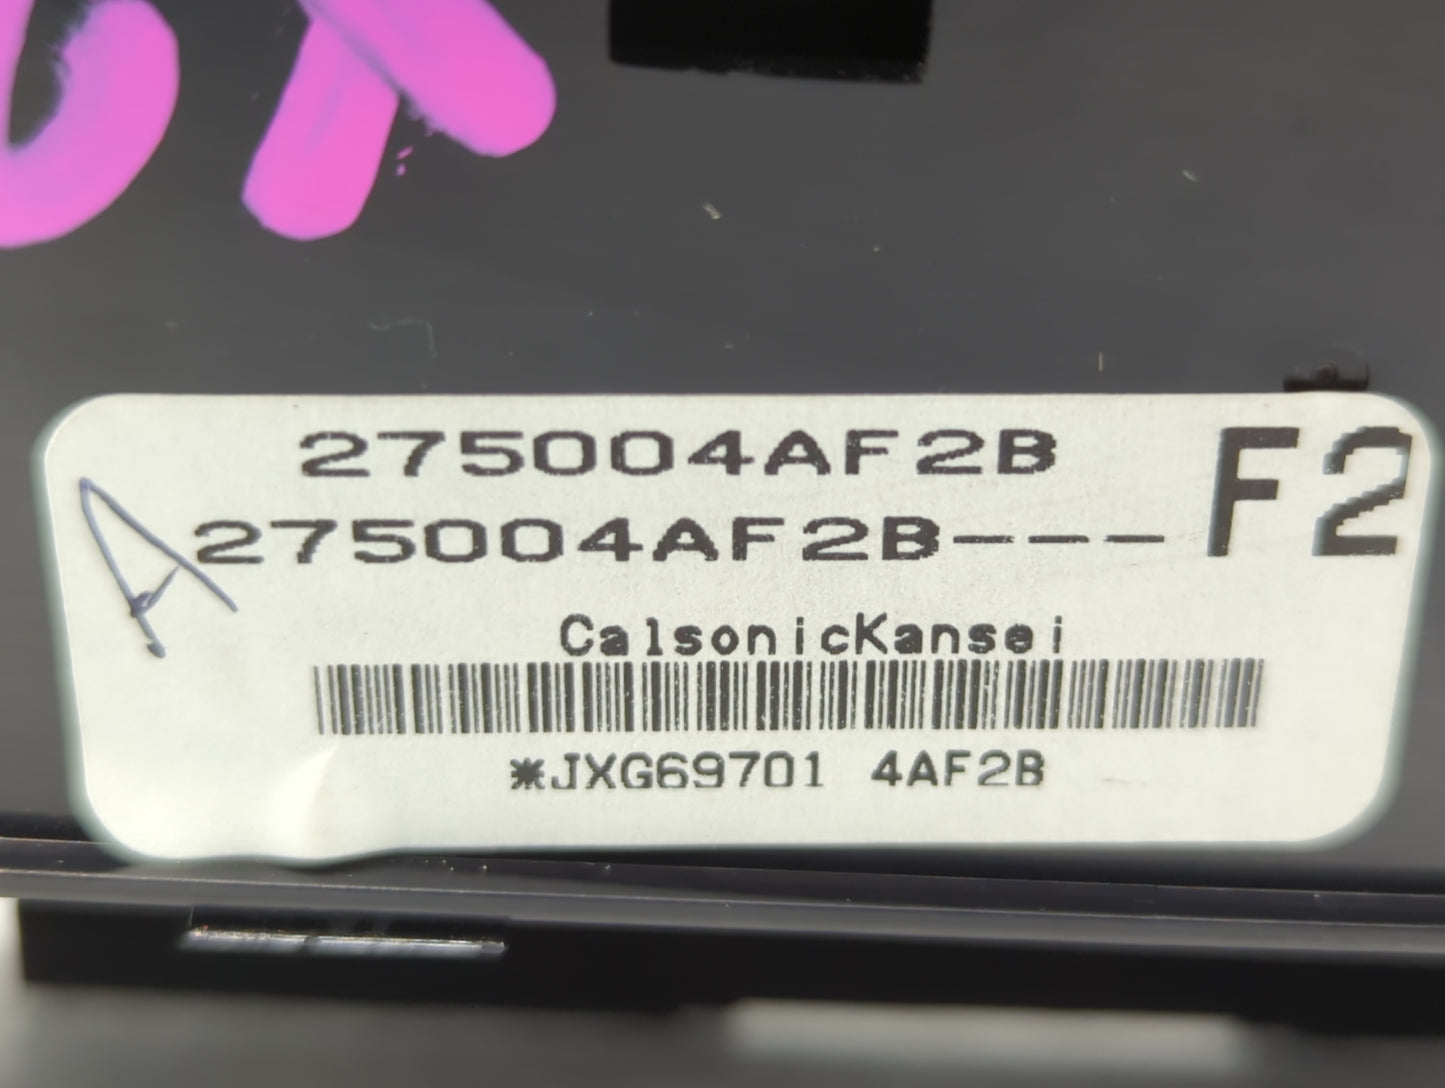 275004AF2B
A 275004AF2B--- F2
CalsonicKansei
*JXG69701 4AF2B